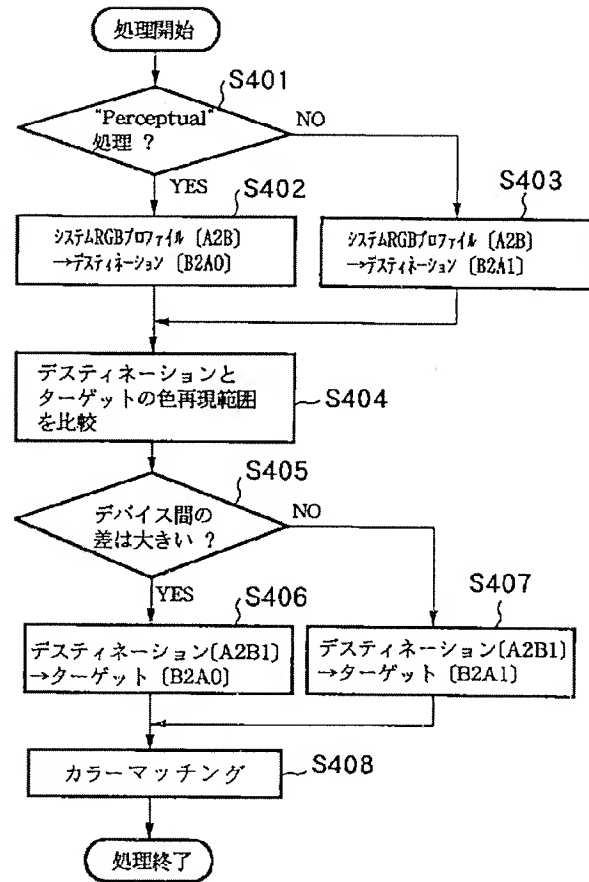 処理開始
S401
"Perceptual"
処理 ?
NO
YES
S402
S403
システムRGBプロファイル〔A2B〕
→デスティネーション〔B2A0〕
システムRGBプロファイル〔A2B〕
→デスティネーション〔B2A1〕
デスティネーションと
ターゲットの色再現範囲
を比較
S404
S405
デバイス間の
差は大きい ?
NO
YES
S406
S407
デスティネーション〔A2B1〕
→ターゲット〔B2A0〕
デスティネーション〔A2B1〕
→ターゲット〔B2A1〕
カラーマッチング
S408
処理終了